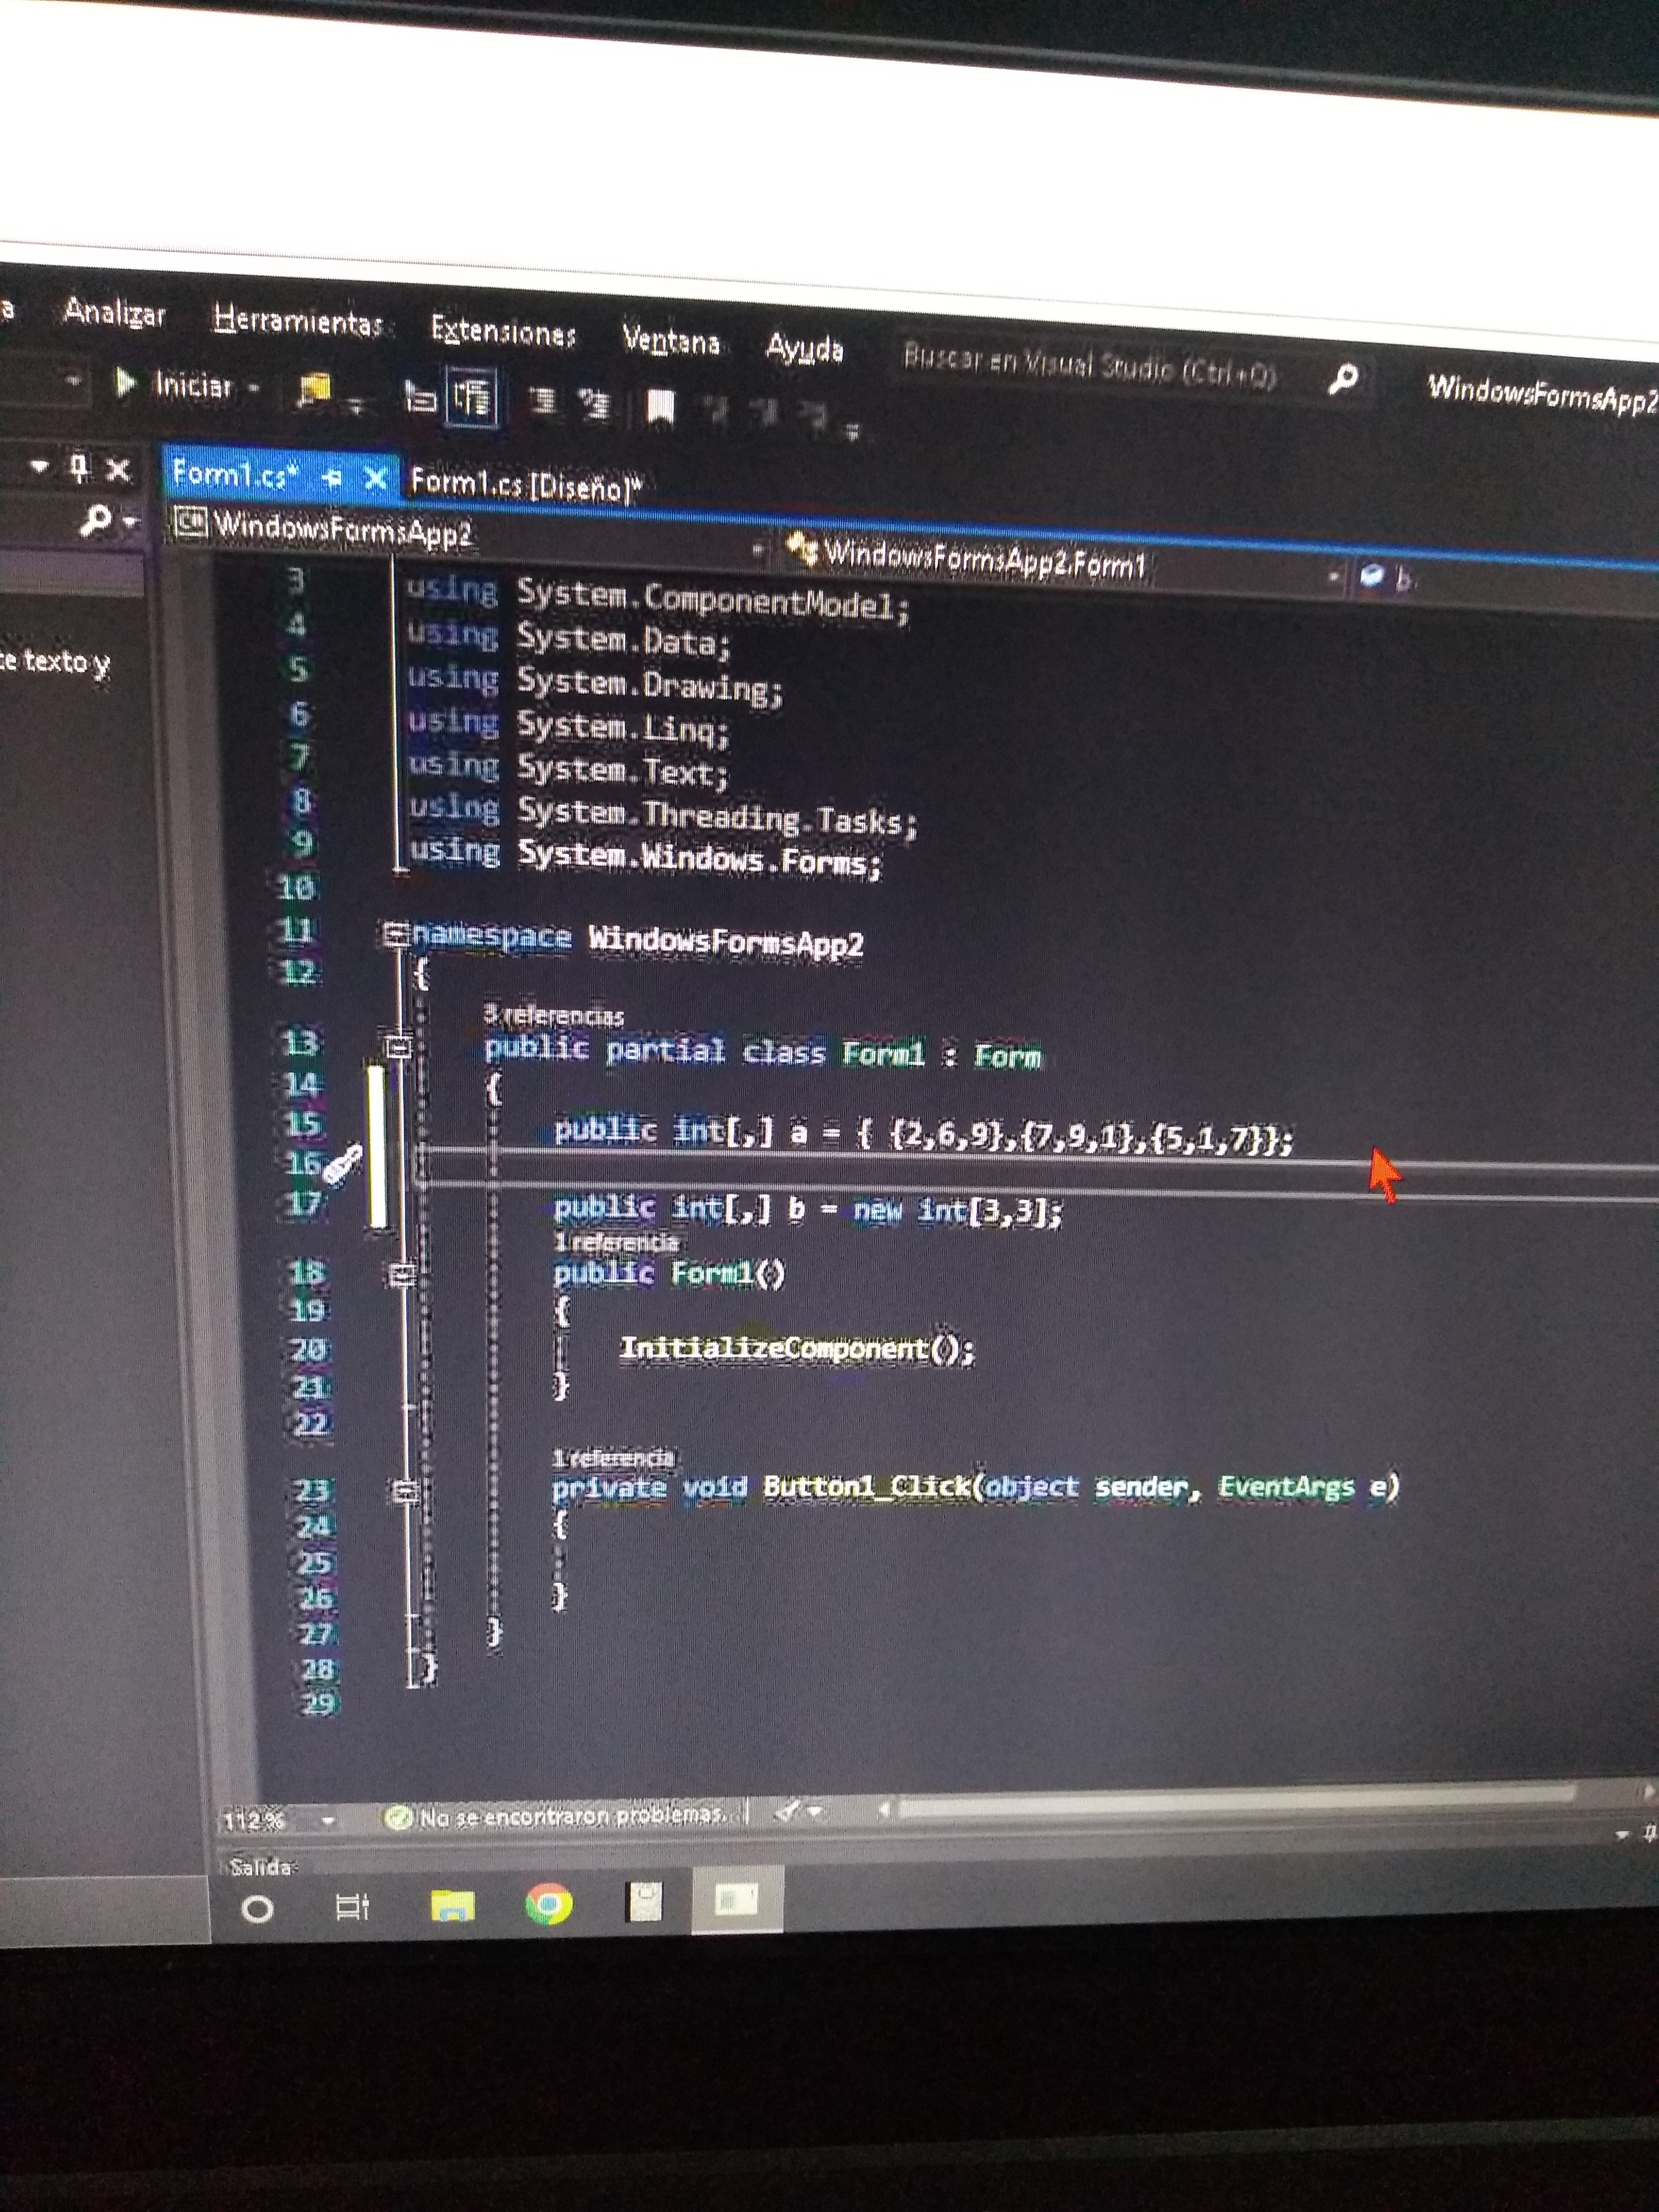 a Analizar Herramientas Extensiones Ventana Ayuda Buscar en Visual Studio (Ctrl+Q) WindowsFormsApp2
Iniciar
Form1.cs* Form1.cs [Diseño]*
WindowsFormsApp2 WindowsFormsApp2.Form1 b
te texto y
3 using System.ComponentModel;
4 using System.Data;
5 using System.Drawing;
6 using System.Linq;
7 using System.Text;
8 using System.Threading.Tasks;
9 using System.Windows.Forms;
10
11 namespace WindowsFormsApp2
12 {
3 referencias
13 public partial class Form1 : Form
14 {
15 public int[,] a = { {2,6,9},{7,9,1},{5,1,7}};
16
17 public int[,] b = new int[3,3];
1 referencia
18 public Form1()
19 {
20 InitializeComponent();
21 }
22
1 referencia
23 private void Button1_Click(object sender, EventArgs e)
24 {
25
26 }
27 }
28 }
29
112 % No se encontraron problemas.
Salida